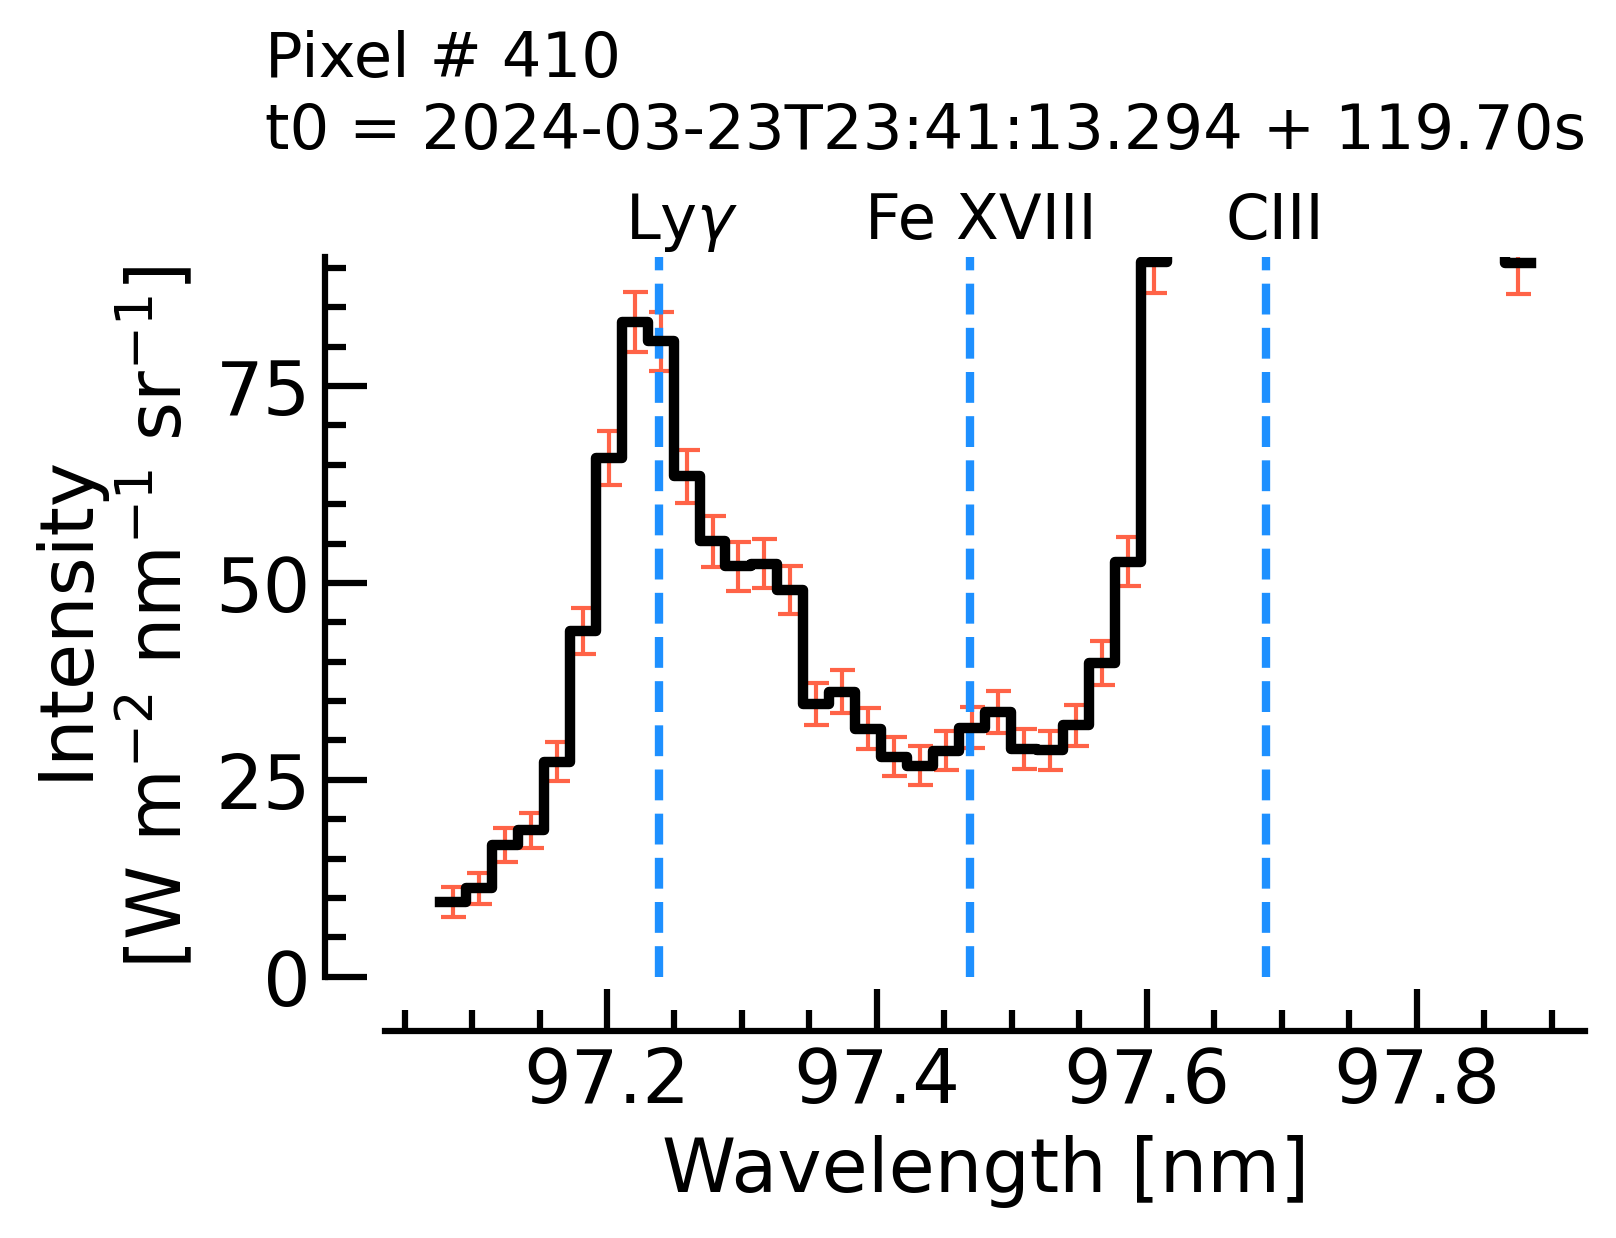 Pixel # 410
t0 = 2024-03-23T23:41:13.294 + 119.70s
Lyγ Fe XVIII CIII
Intensity
[W m⁻² nm⁻¹ sr⁻¹]
75
50
25
0
97.2 97.4 97.6 97.8
Wavelength [nm]